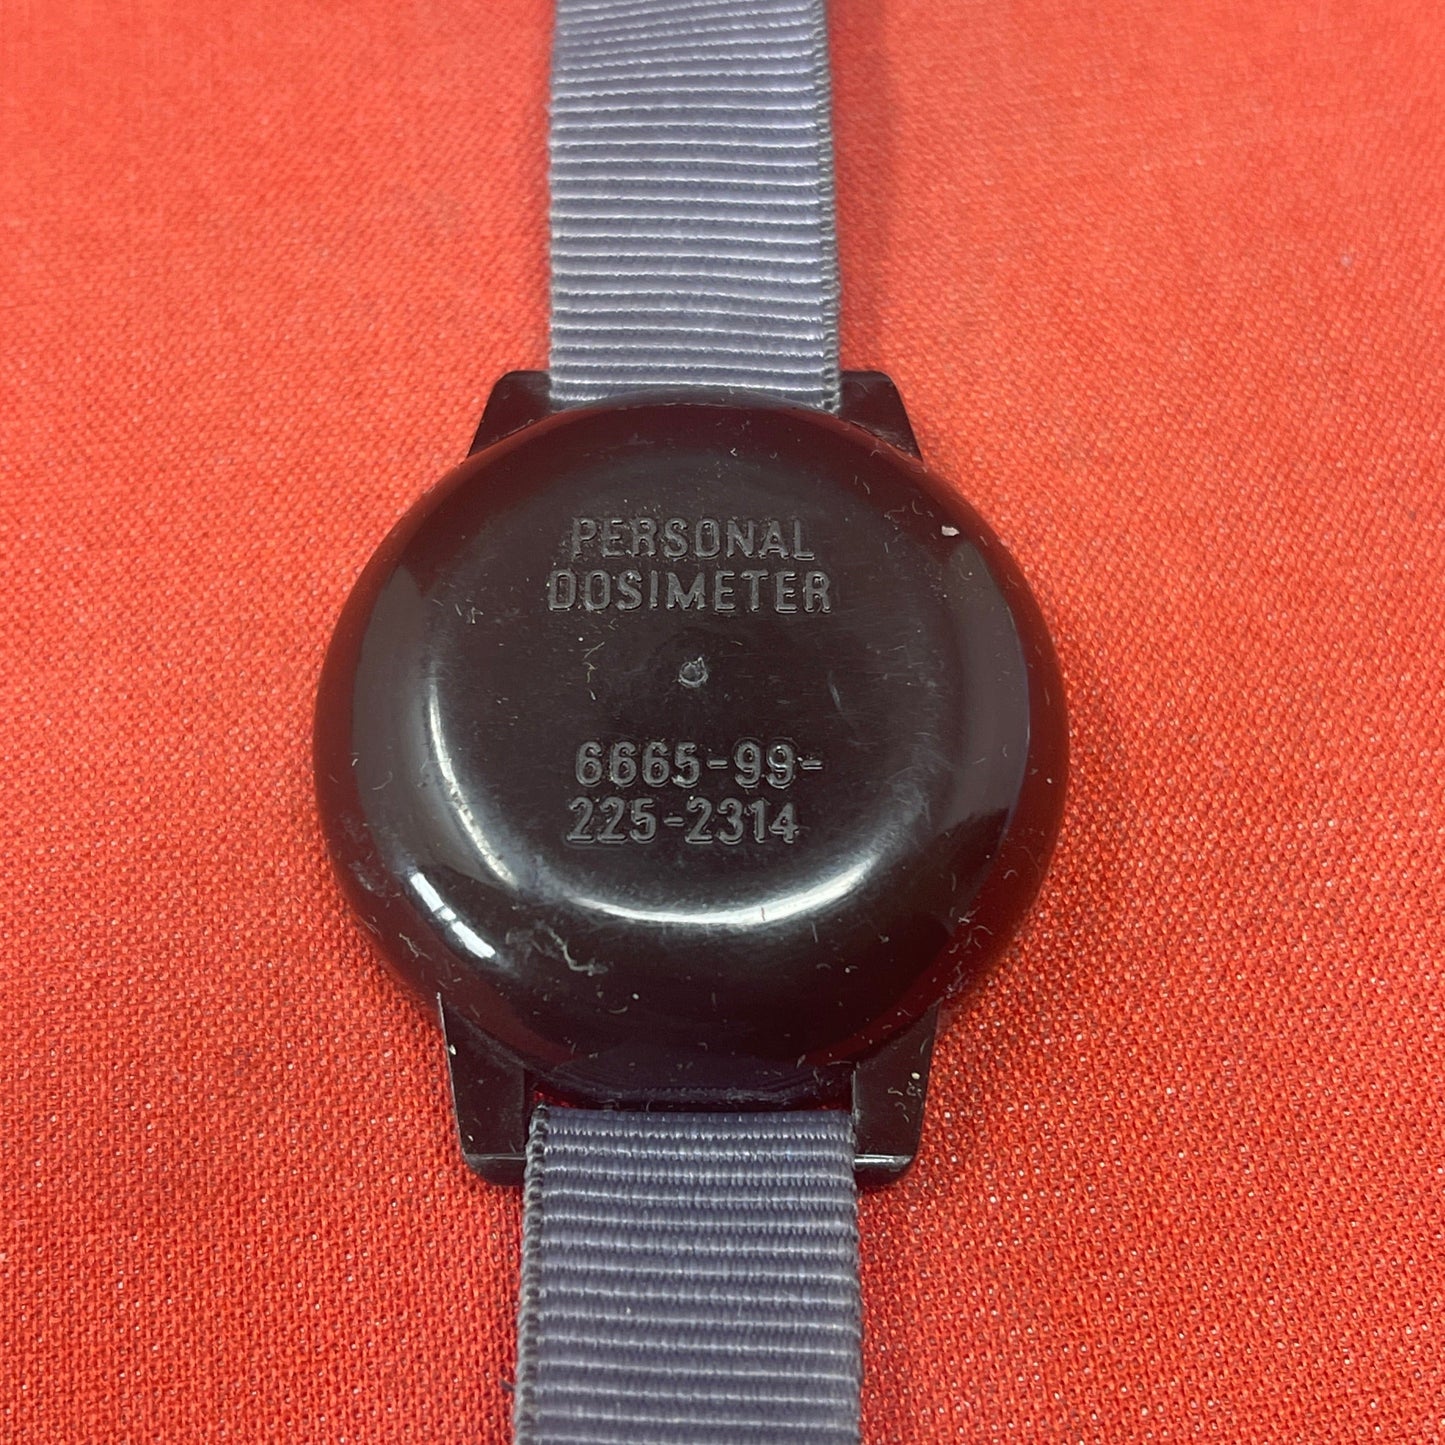 PERSONAL
DOSIMETER
6665-99-
225-2314